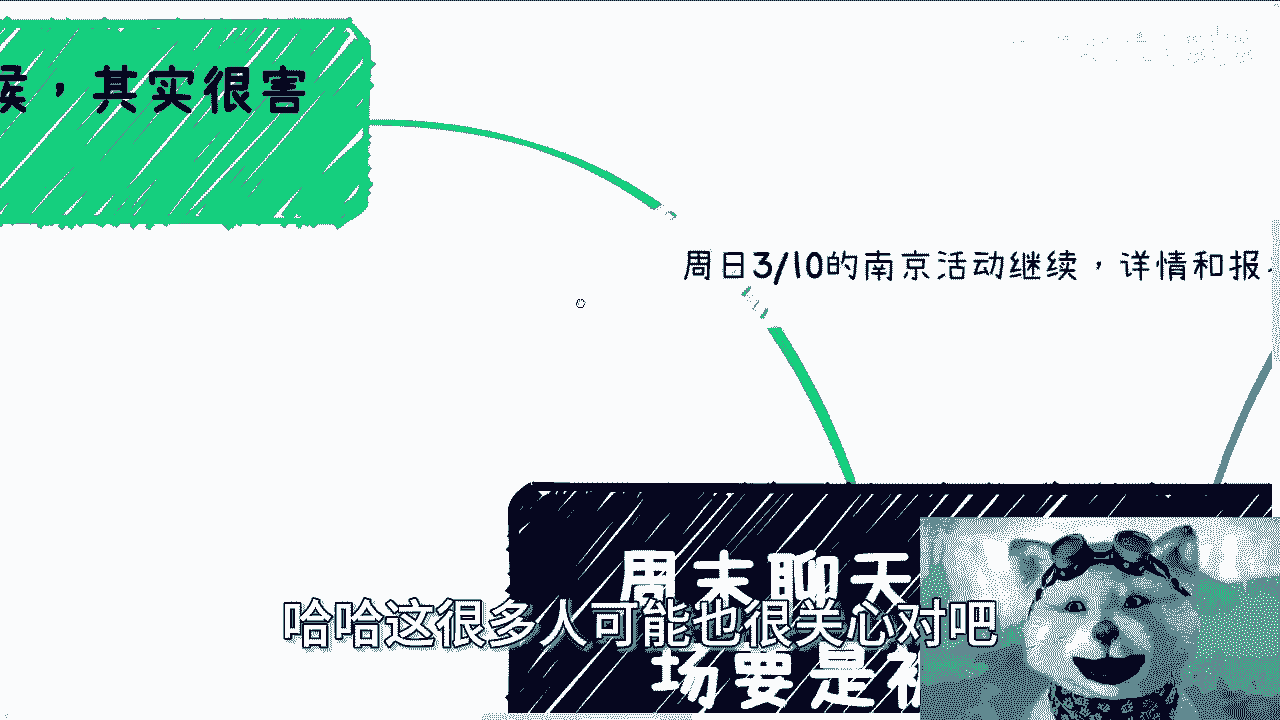 ，其实很害
周日3/10的南京活动继续，详情和报
周末聊天
哈哈这很多人可能也很关心对吧
场要是